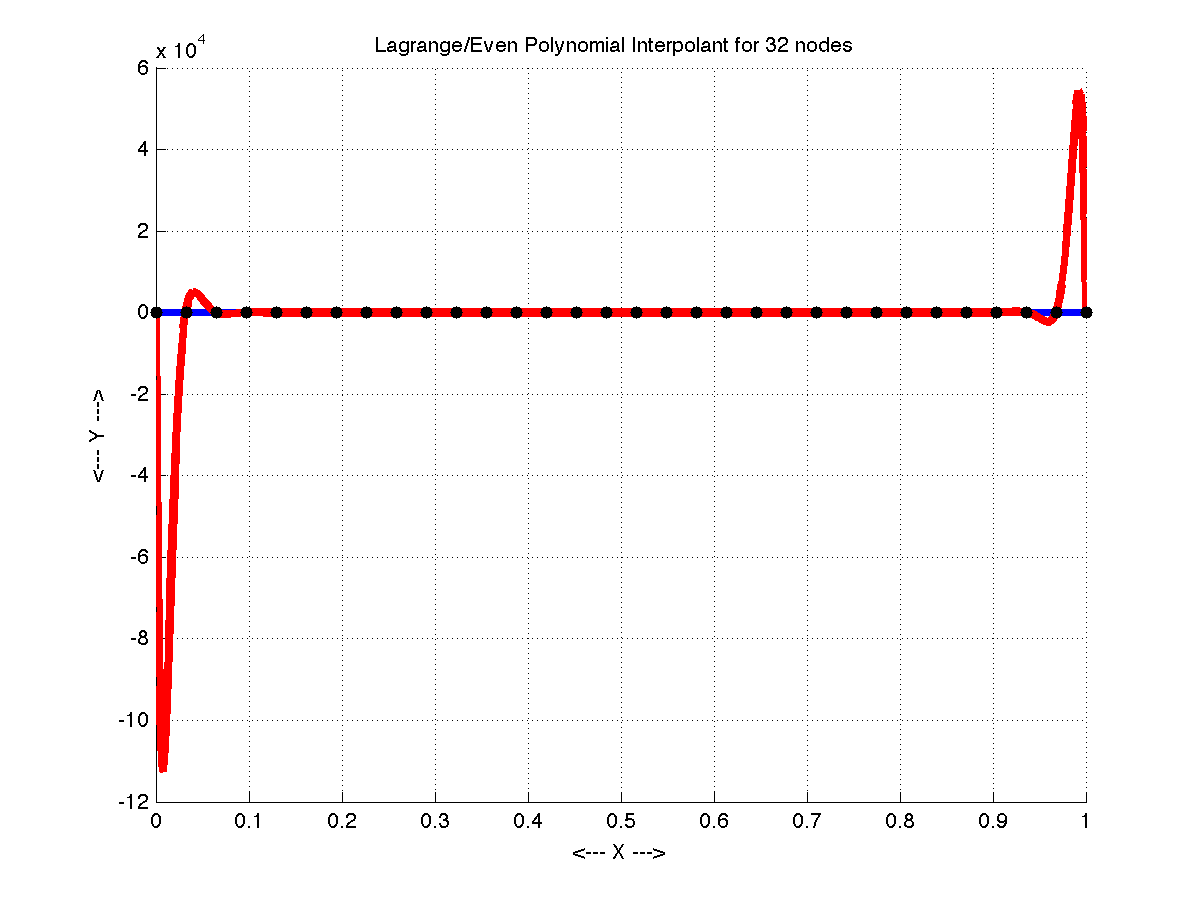 Lagrange/Even Polynomial Interpolant for 32 nodes
x 10^4
6
4
2
0
-2
-4
-6
-8
-10
-12
<--- Y --->
0 0.1 0.2 0.3 0.4 0.5 0.6 0.7 0.8 0.9 1
<--- X --->